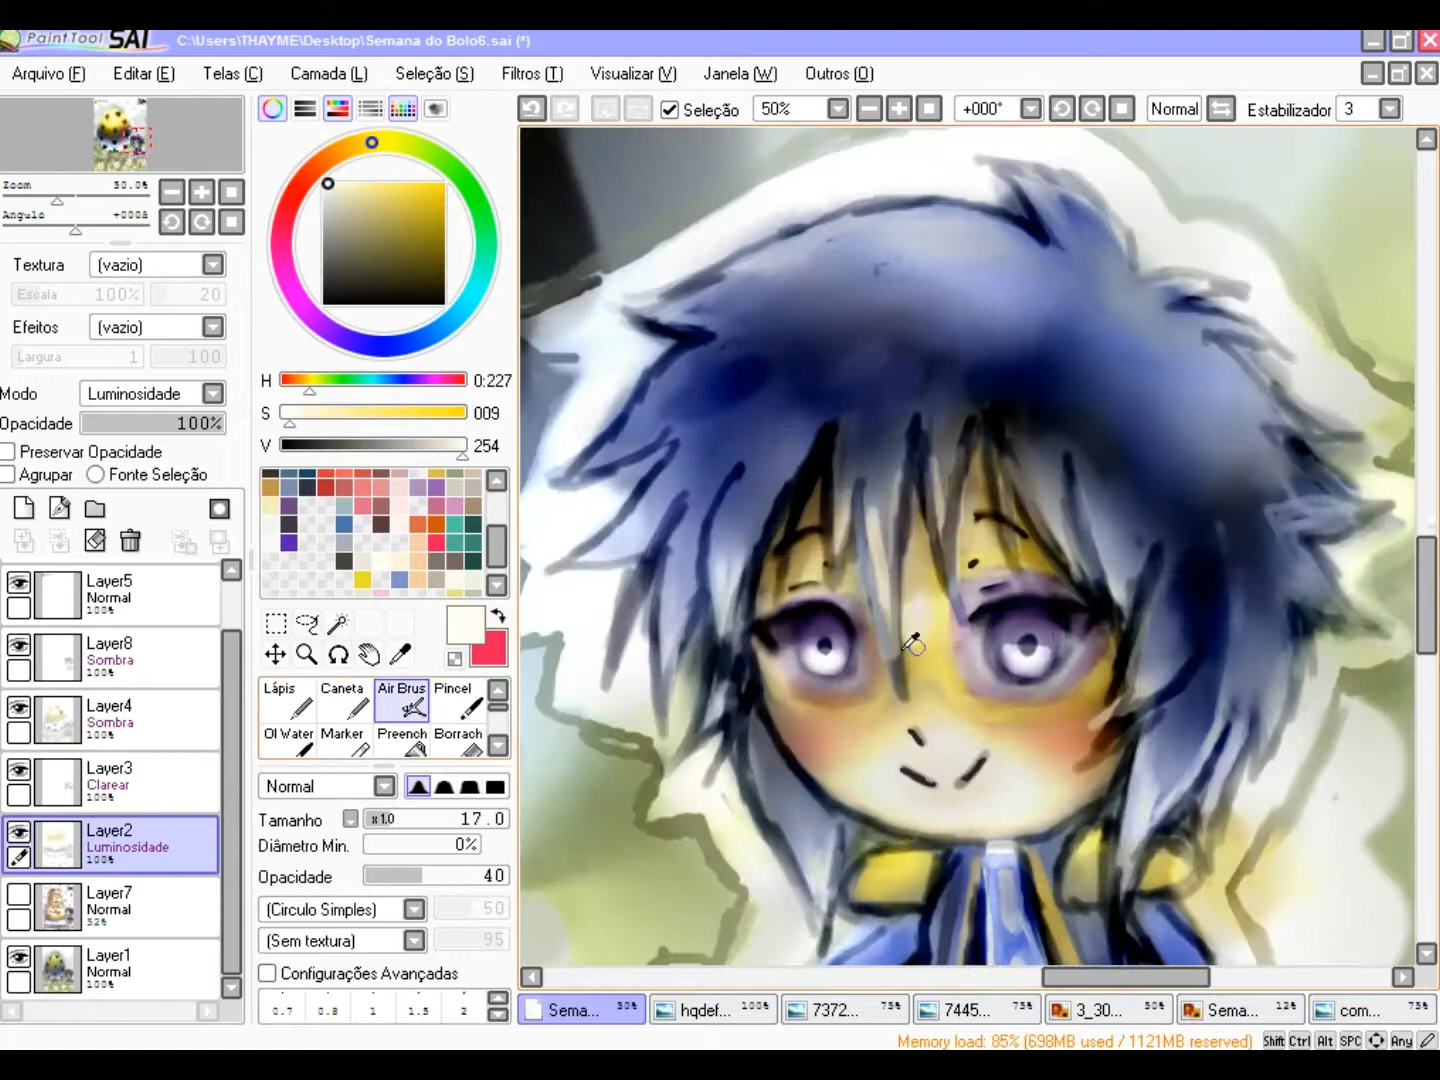 PaintTool SAI C:\Users\THAYME\Desktop\Semana do Bolo6.sai (*)
Arquivo (F) Editar (E) Telas (C) Camada (L) Seleção (S) Filtros (T) Visualizar (V) Janela (W) Outros (O)
Seleção 50% +000° Normal Estabilizador 3
Zoom 50.0%
Angulo +000â
Textura (vazio)
Escala 100% 20
Efeitos (vazio)
Largura 1 100
Modo Luminosidade
Opacidade 100%
Preservar Opacidade
Agrupar Fonte Seleção
Layer5
Normal
100%
Layer8
Sombra
100%
Layer4
Sombra
100%
Layer3
Clarear
100%
Layer2
Luminosidade
100%
Layer7
Normal
52%
Layer1
Normal
100%
H 0:227
S 009
V 254
Lápis Caneta Air Brus Pincel
Ol Water Marker Preench Borrach
Normal
Tamanho x 1.0 17.0
Diâmetro Min. 0%
Opacidade 40
(Circulo Simples) 50
(Sem textura) 95
Configurações Avançadas
0.7 0.8 1 1.5 2
Sema... 50% hqdef... 100% 7372... 75% 7445... 75% 3_30... 50% Sema... 12% com... 75%
Memory load: 85% (698MB used / 1121MB reserved) Shift Ctrl Alt SPC Any